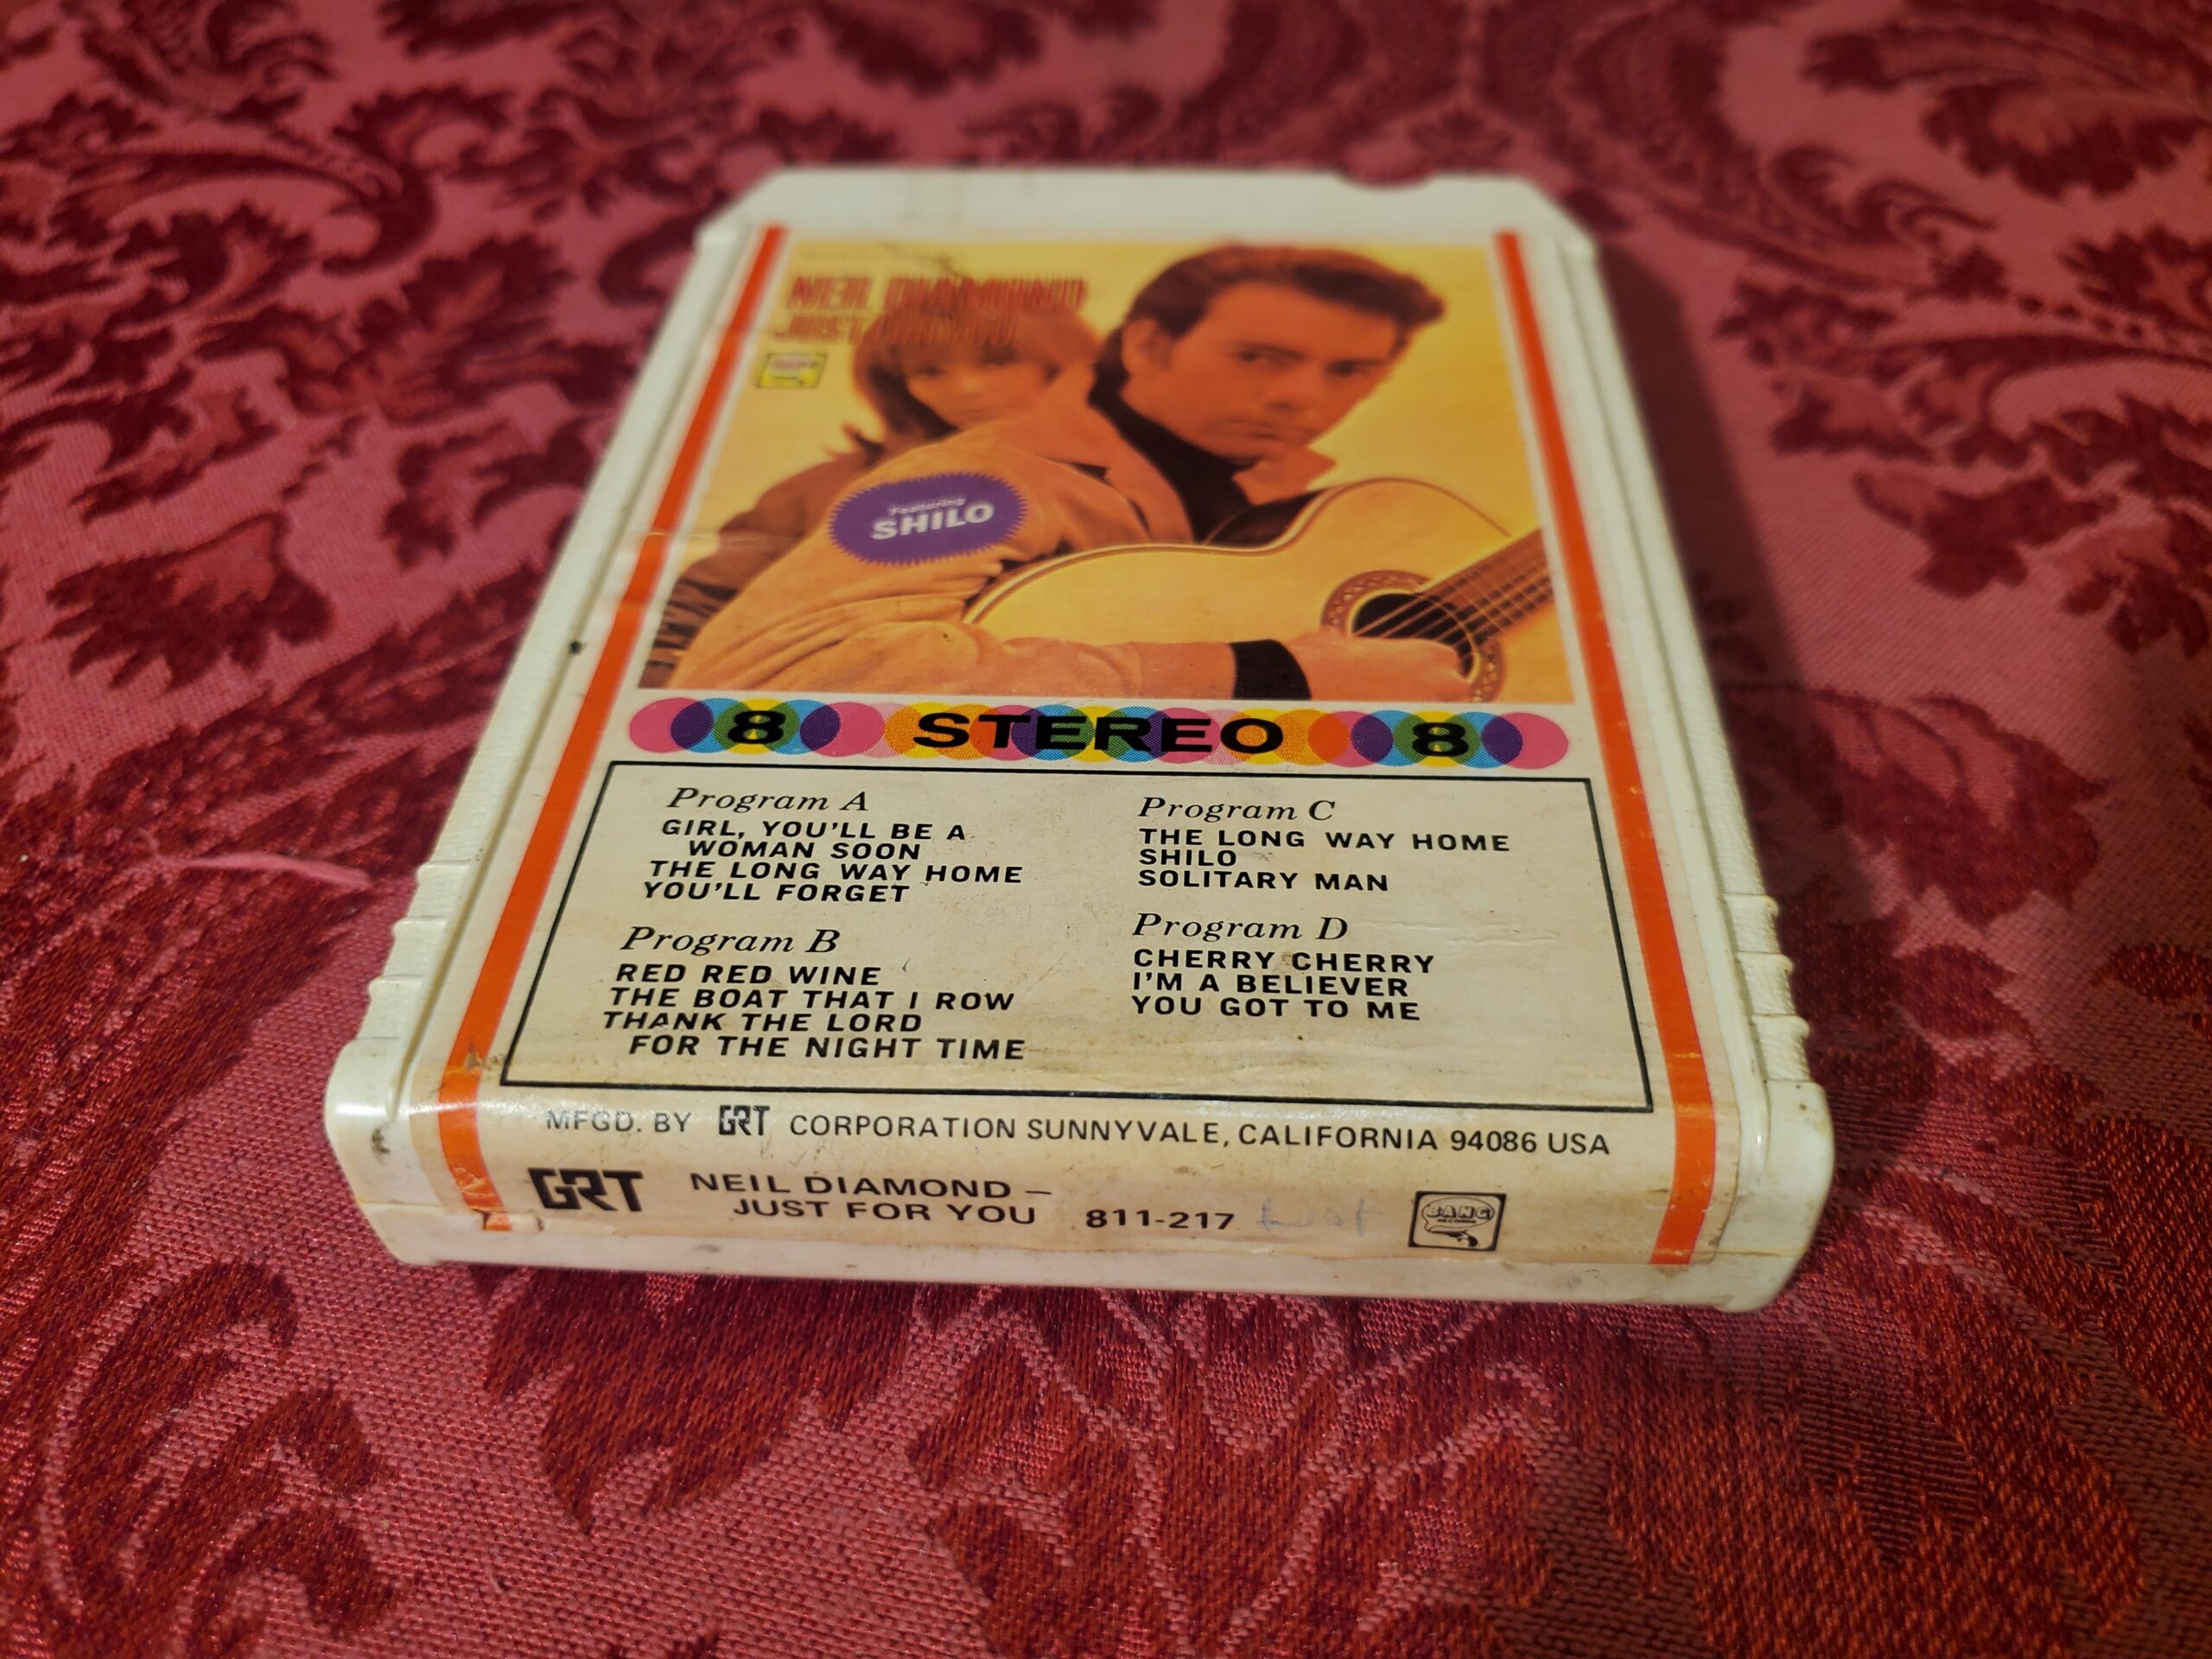 NEIL DIAMOND
JUST FOR YOU
Featuring
SHILO
8 STEREO 8
Program A
GIRL, YOU'LL BE A
WOMAN SOON
THE LONG WAY HOME
YOU'LL FORGET
Program B
RED RED WINE
THE BOAT THAT I ROW
THANK THE LORD
FOR THE NIGHT TIME
Program C
THE LONG WAY HOME
SHILO
SOLITARY MAN
Program D
CHERRY CHERRY
I'M A BELIEVER
YOU GOT TO ME
MFGD. BY GRT CORPORATION SUNNYVALE, CALIFORNIA 94086 USA
GRT NEIL DIAMOND –
JUST FOR YOU 811-217
BANG
RECORDS